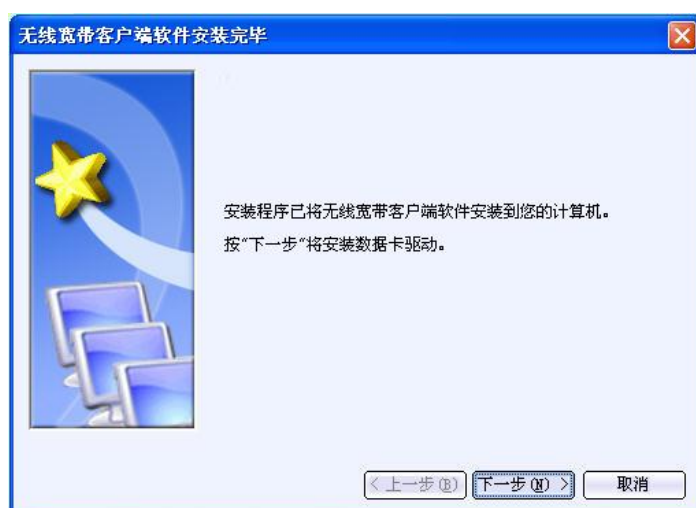 无线宽带客户端软件安装完毕
安装程序已将无线宽带客户端软件安装到您的计算机。
按"下一步"将安装数据卡驱动。
< 上一步(B) 下一步(N) > 取消